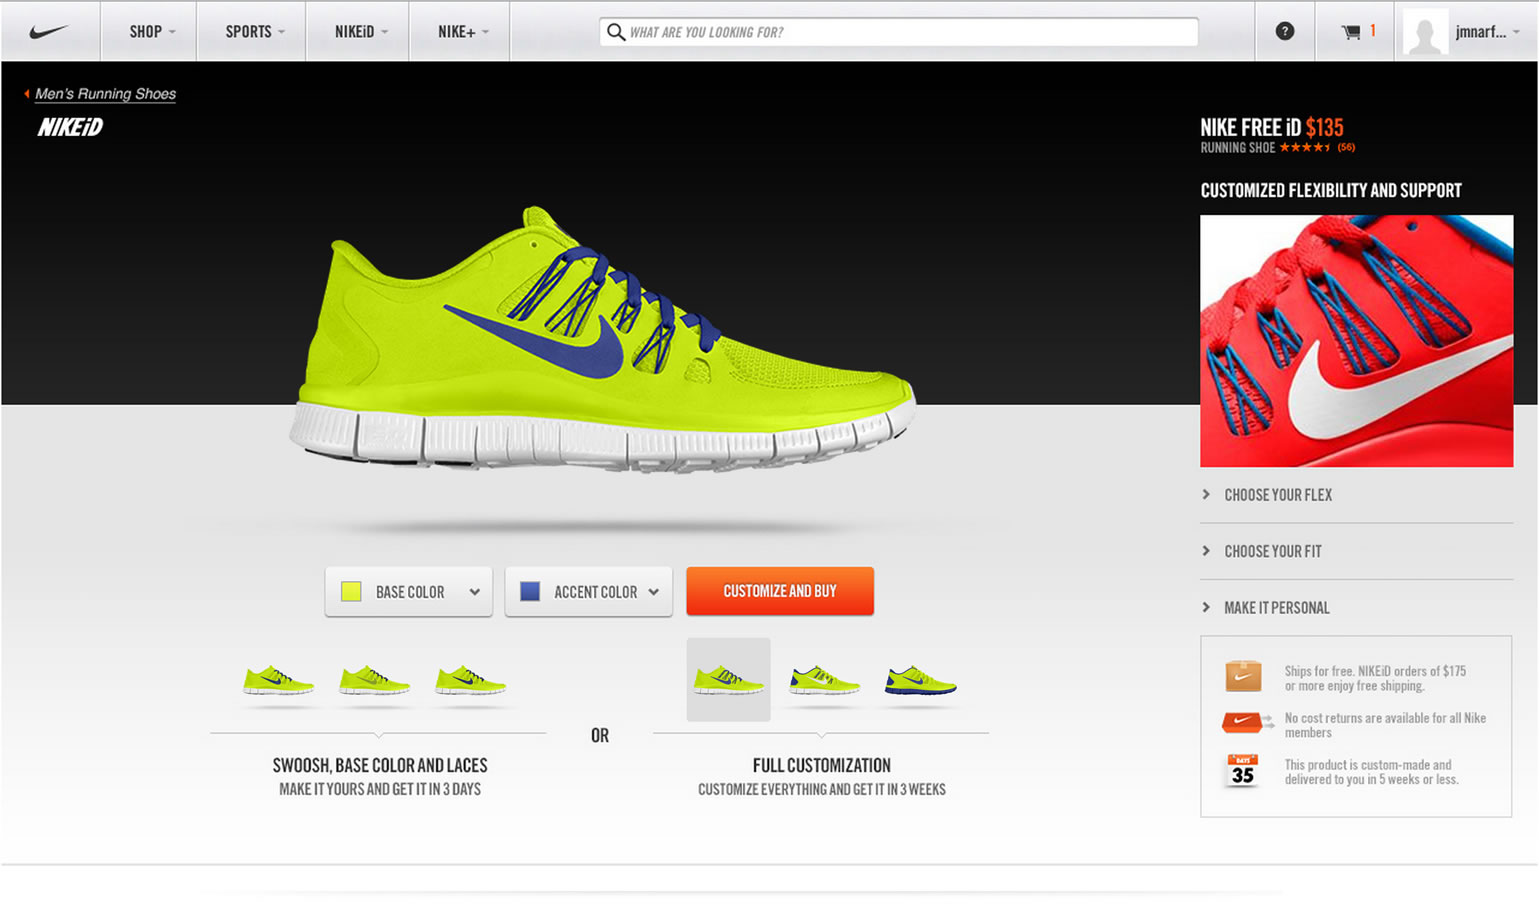 SHOP
SPORTS
NIKEiD
NIKE+
WHAT ARE YOU LOOKING FOR?
?
1
jmnarf...
Men's Running Shoes
NIKEiD
NIKE FREE iD $135
RUNNING SHOE (56)
CUSTOMIZED FLEXIBILITY AND SUPPORT
CHOOSE YOUR FLEX
CHOOSE YOUR FIT
MAKE IT PERSONAL
BASE COLOR
ACCENT COLOR
CUSTOMIZE AND BUY
OR
SWOOSH, BASE COLOR AND LACES
MAKE IT YOURS AND GET IT IN 3 DAYS
FULL CUSTOMIZATION
CUSTOMIZE EVERYTHING AND GET IT IN 3 WEEKS
Ships for free. NIKEiD orders of $175
or more enjoy free shipping.
No cost returns are available for all Nike
members
DAYS
35
This product is custom-made and
delivered to you in 5 weeks or less.